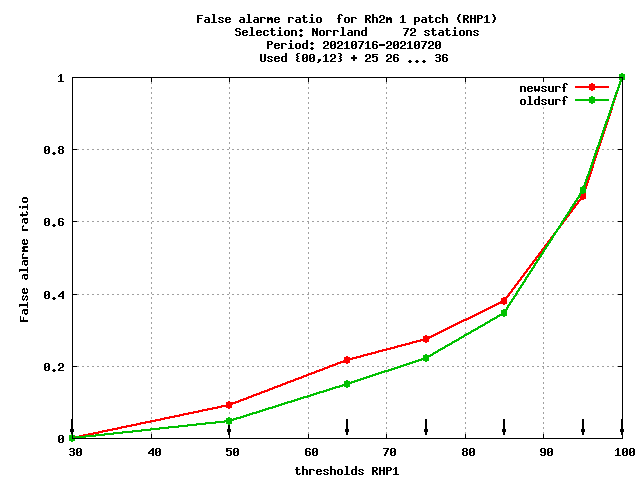 False alarme ratio  for Rh2m 1 patch (RHP1)
Selection: Norrland     72 stations
Period: 20210716-20210720
Used {00,12} + 25 26 ... 36
newsurf
oldsurf
1
0.8
0.6
0.4
0.2
0
False alarme ratio
30 40 50 60 70 80 90 100
thresholds RHP1